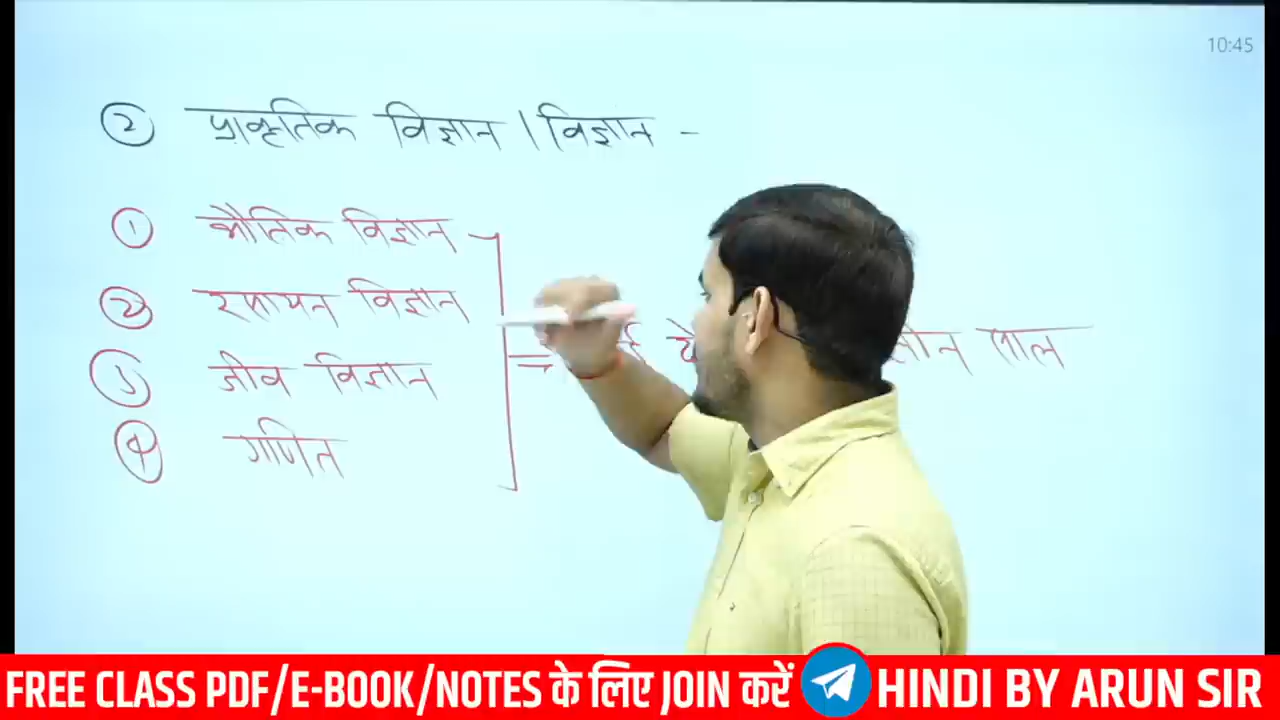 10:45
② प्राकृतिक विज्ञान । विज्ञान -
① भौतिक विज्ञान
② रसायन विज्ञान
③ जीव विज्ञान
④ गणित
साल
FREE CLASS PDF/E-BOOK/NOTES के लिए JOIN करें HINDI BY ARUN SIR